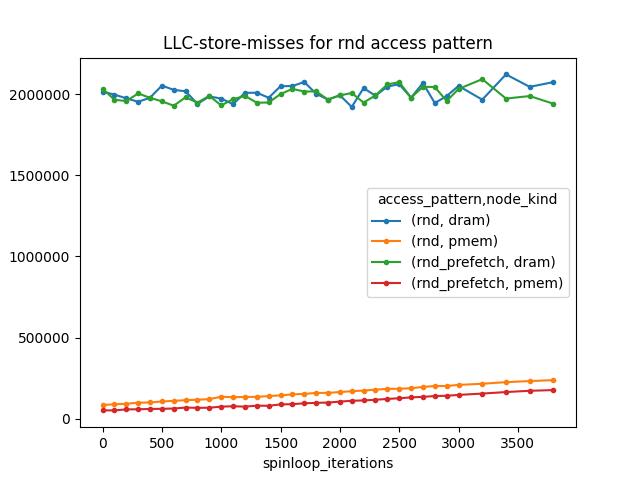 LLC-store-misses for rnd access pattern
2000000
1500000
1000000
500000
0
access_pattern,node_kind
(rnd, dram)
(rnd, pmem)
(rnd_prefetch, dram)
(rnd_prefetch, pmem)
0 500 1000 1500 2000 2500 3000 3500
spinloop_iterations